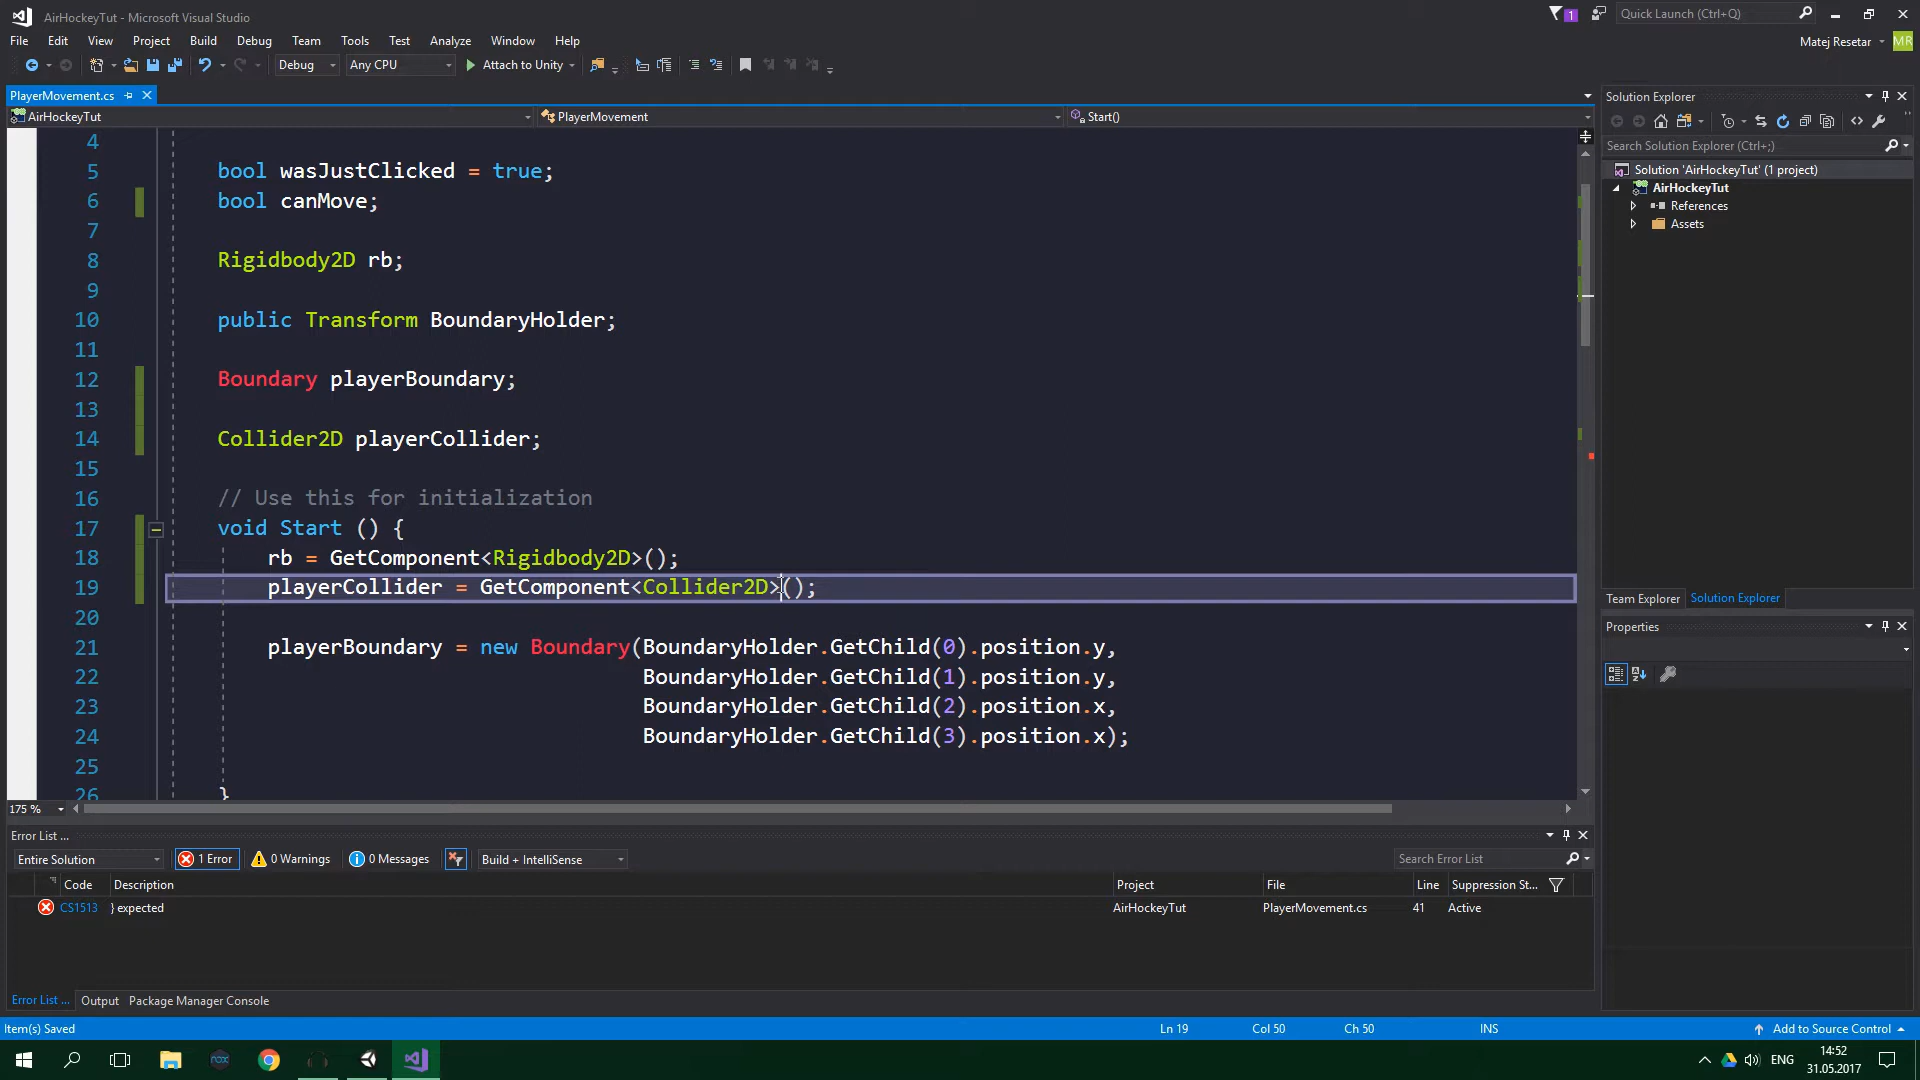 AirHockeyTut - Microsoft Visual Studio
1
Quick Launch (Ctrl+Q)
File Edit View Project Build Debug Team Tools Test Analyze Window Help
Matej Resetar MR
Debug Any CPU Attach to Unity
PlayerMovement.cs
AirHockeyTut PlayerMovement Start()
4
5 bool wasJustClicked = true;
6 bool canMove;
7
8 Rigidbody2D rb;
9
10 public Transform BoundaryHolder;
11
12 Boundary playerBoundary;
13
14 Collider2D playerCollider;
15
16 // Use this for initialization
17 void Start () {
18 rb = GetComponent<Rigidbody2D>();
19 playerCollider = GetComponent<Collider2D>();
20
21 playerBoundary = new Boundary(BoundaryHolder.GetChild(0).position.y,
22 BoundaryHolder.GetChild(1).position.y,
23 BoundaryHolder.GetChild(2).position.x,
24 BoundaryHolder.GetChild(3).position.x);
25
26 }
175 %
Solution Explorer
Search Solution Explorer (Ctrl+;)
Solution 'AirHockeyTut' (1 project)
AirHockeyTut
References
Assets
Team Explorer Solution Explorer
Properties
Error List ...
Entire Solution 1 Error 0 Warnings 0 Messages Build + IntelliSense Search Error List
Code Description Project File Line Suppression St...
CS1513 } expected AirHockeyTut PlayerMovement.cs 41 Active
Error List ... Output Package Manager Console
Item(s) Saved Ln 19 Col 50 Ch 50 INS Add to Source Control
nox
ENG
14:52
31.05.2017